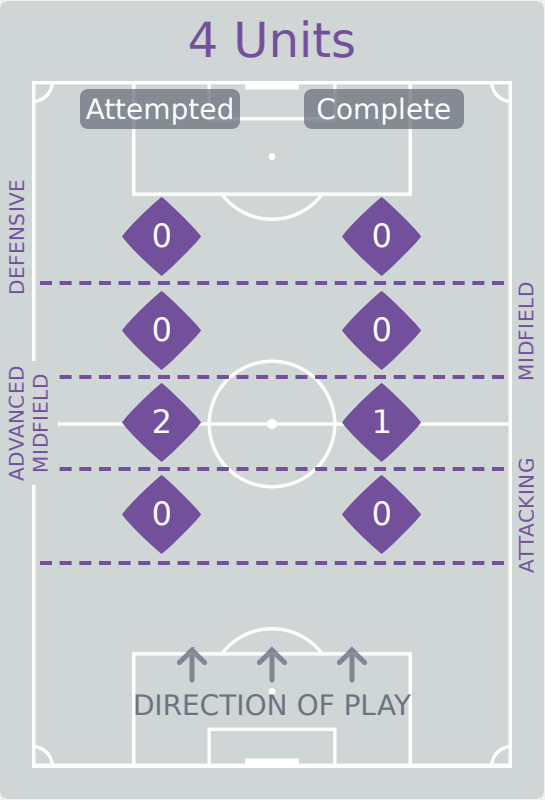 4 Units
Attempted Complete
DEFENSIVE
0 0
MIDFIELD
0 0
ADVANCED
MIDFIELD
2 1
ATTACKING
0 0
DIRECTION OF PLAY